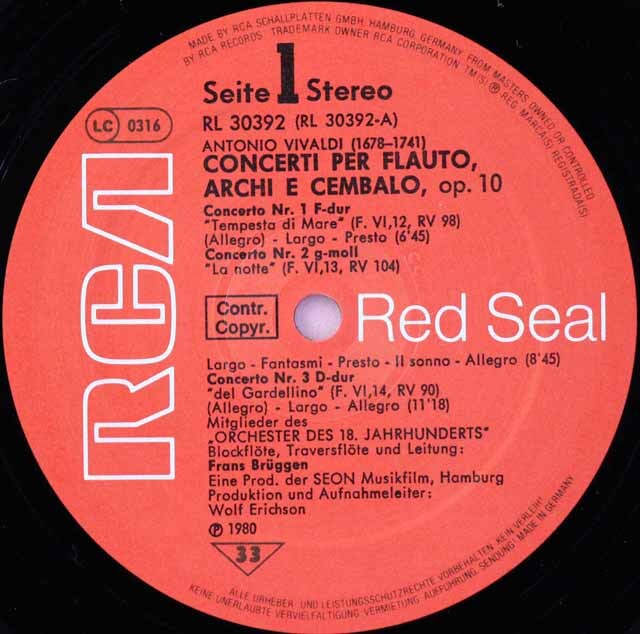 MADE BY RCA SCHALLPLATTEN GMBH, HAMBURG, GERMANY, FROM MASTERS OWNED OR CONTROLLED
BY RCA RECORDS TRADEMARK OWNER RCA CORPORATION TM(S) ® REG. MARCA(S) REGISTRADA(S)
Seite 1 Stereo
RL 30392 (RL 30392-A)
LC 0316
ANTONIO VIVALDI (1678–1741)
CONCERTI PER FLAUTO,
ARCHI E CEMBALO, op. 10
Concerto Nr. 1 F-dur
"Tempesta di Mare" (F. VI,12, RV 98)
(Allegro) - Largo - Presto (6'45)
Concerto Nr. 2 g-moll
"La notte" (F. VI,13, RV 104)
RCA
Contr.
Copyr.
Red Seal
Largo - Fantasmi - Presto - Il sonno - Allegro (8'45)
Concerto Nr. 3 D-dur
"del Gardellino" (F. VI,14, RV 90)
(Allegro) - Largo - Allegro (11'18)
Mitglieder des
„ORCHESTER DES 18. JAHRHUNDERTS"
Blockflöte, Traversflöte und Leitung:
Frans Brüggen
Eine Prod. der SEON Musikfilm, Hamburg
Produktion und Aufnahmeleiter:
Wolf Erichson
℗ 1980
33
ALLE URHEBER- UND LEISTUNGSSCHUTZRECHTE VORBEHALTEN. KEIN VERLEIH!
KEINE UNERLAUBTE VERVIELFÄLTIGUNG, VERMIETUNG, AUFFÜHRUNG, SENDUNG! MADE IN GERMANY